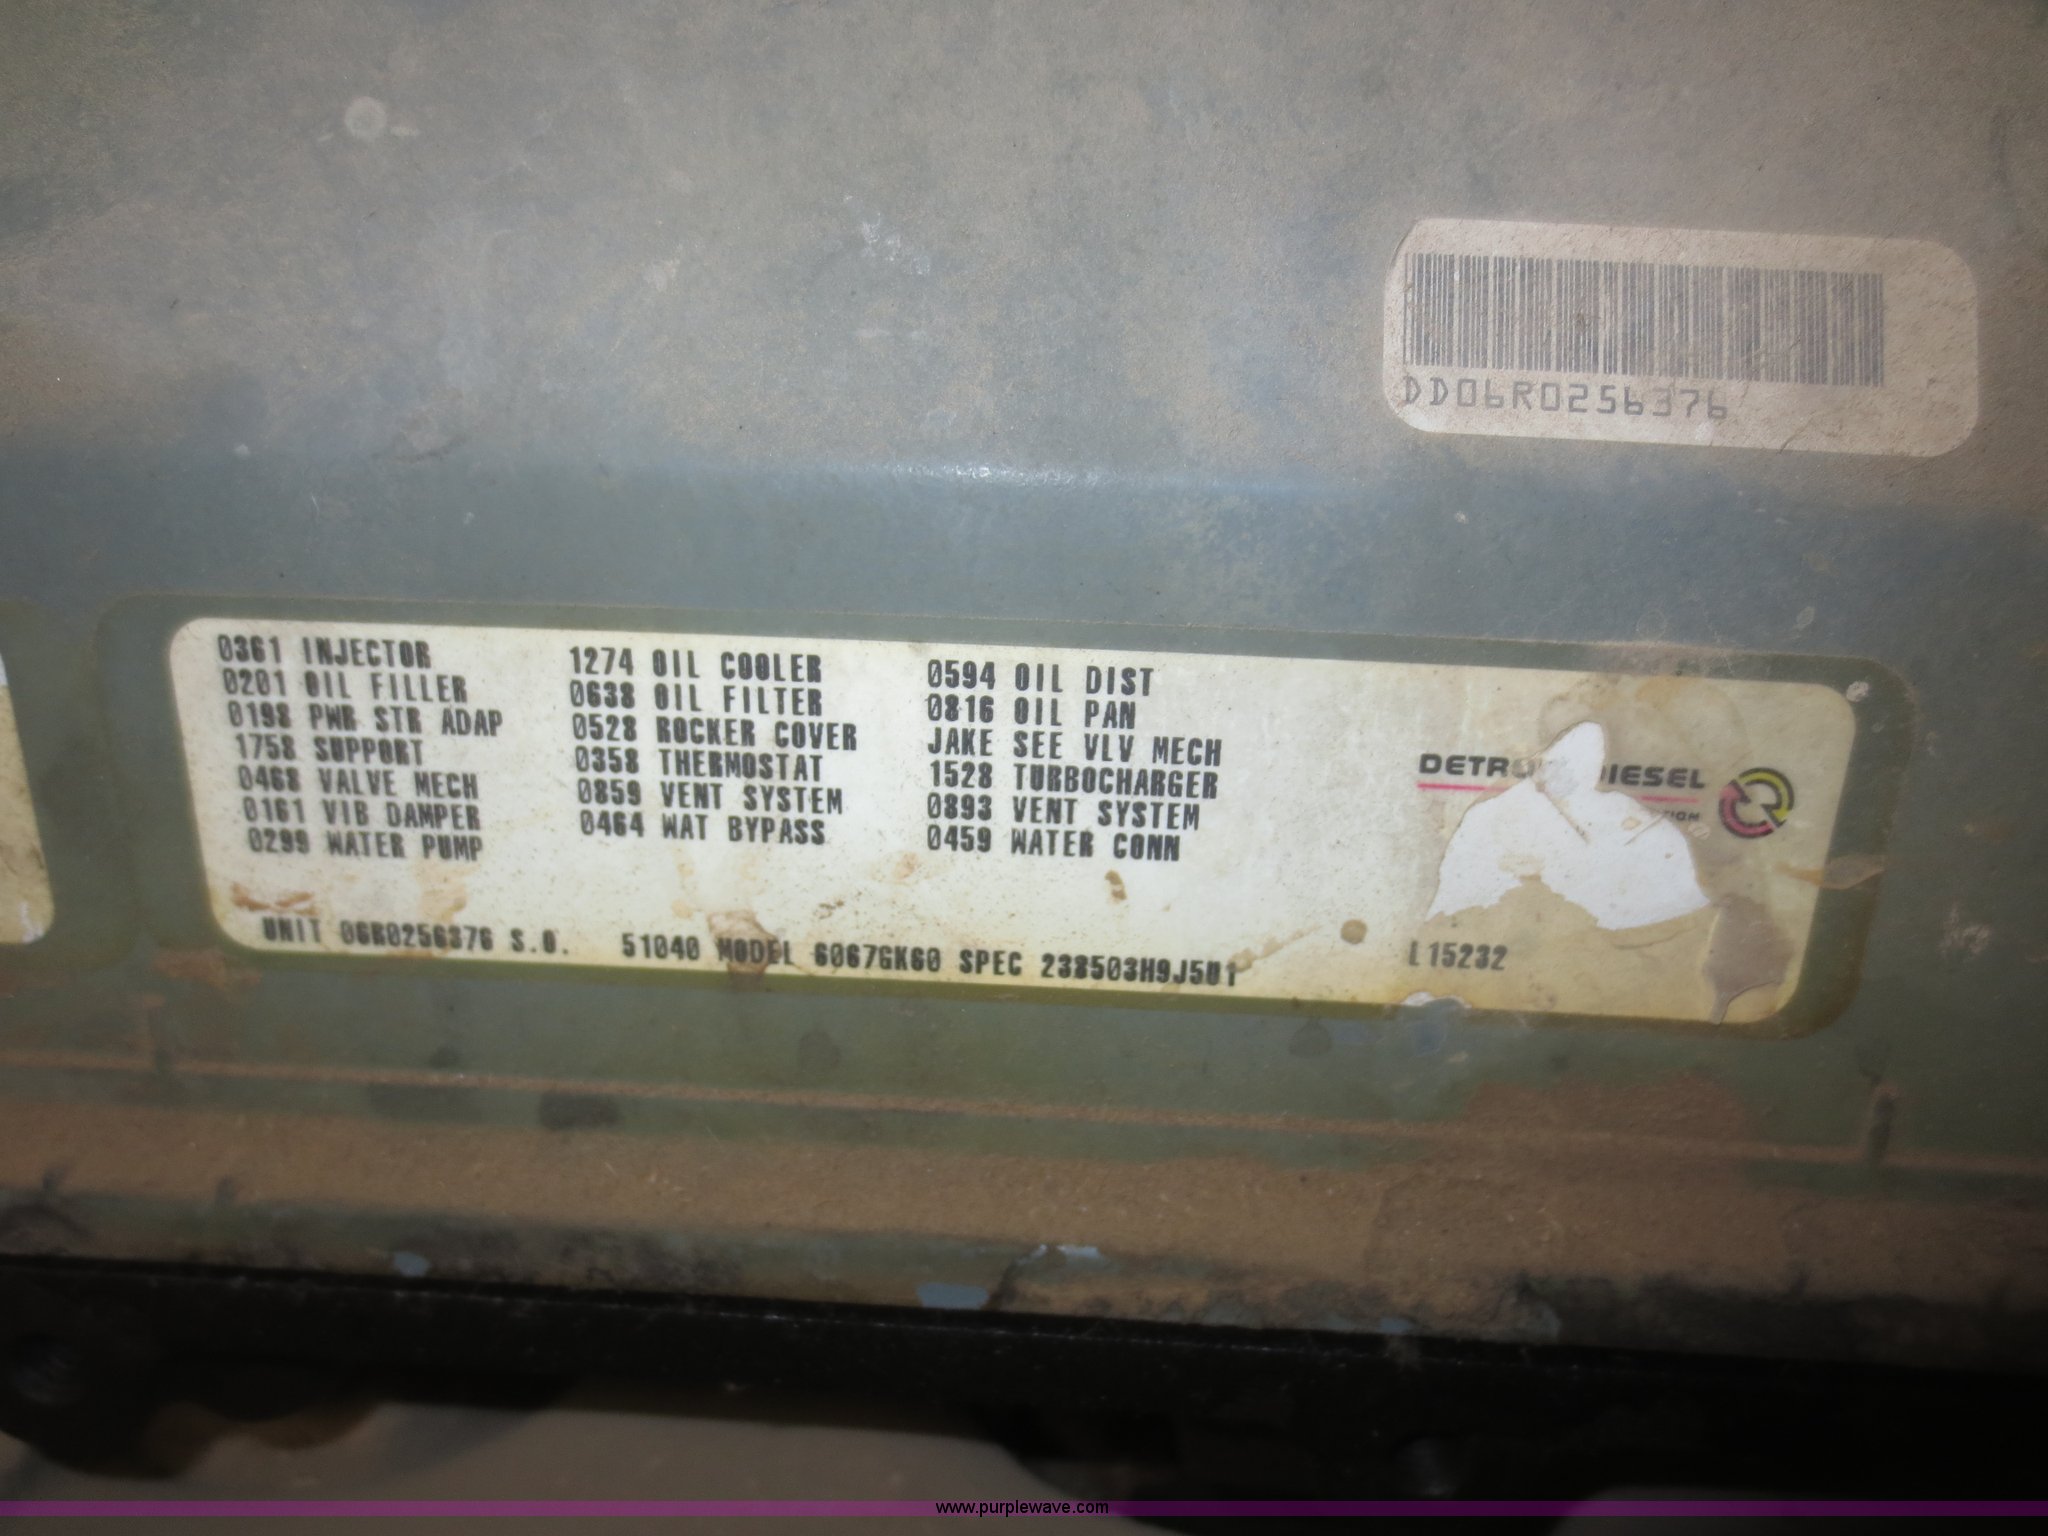 DD06R0256376
0361 INJECTOR 1274 OIL COOLER 0594 OIL DIST
0201 OIL FILLER 0638 OIL FILTER 0816 OIL PAN
0198 PWR STR ADAP 0528 ROCKER COVER JAKE SEE VLV MECH
1758 SUPPORT 0358 THERMOSTAT 1528 TURBOCHARGER
0468 VALVE MECH 0859 VENT SYSTEM 0893 VENT SYSTEM
0161 VIB DAMPER 0464 WAT BYPASS 0459 WATER CONN
0299 WATER PUMP
DIESEL
UNIT 06R0256376 S.O. 51040 MODEL 6067GK60 SPEC 238503H9J501 L15232
www.purplewave.com